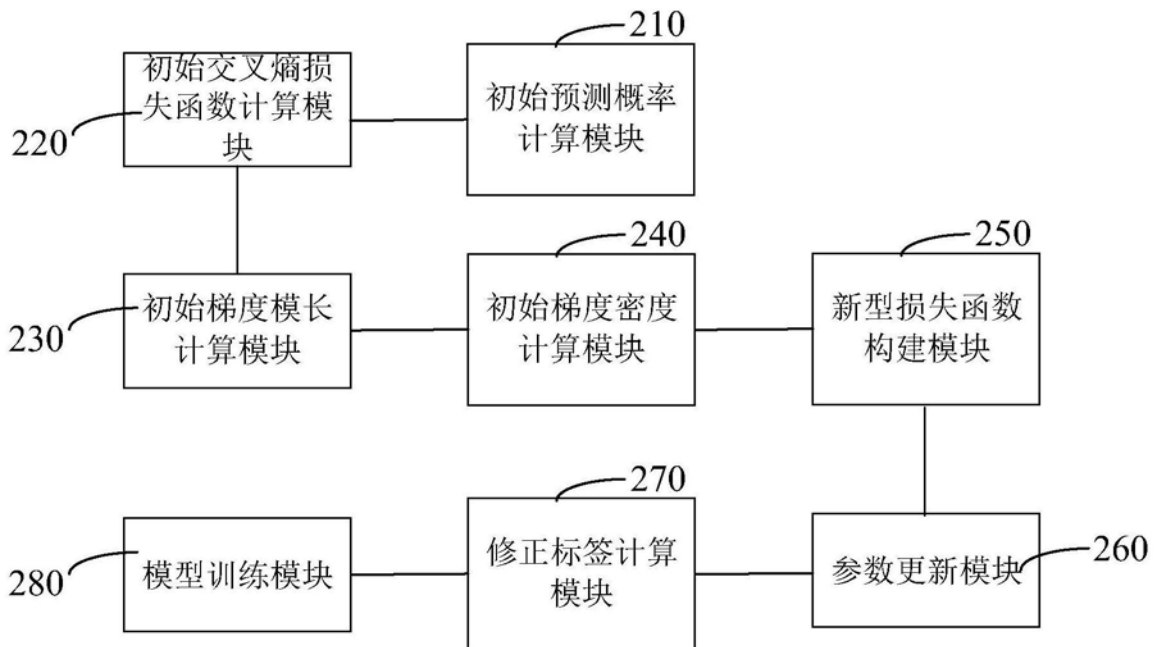 210
初始交叉熵损
失函数计算模
块
220
初始预测概率
计算模块
240
250
230
初始梯度模长
计算模块
初始梯度密度
计算模块
新型损失函数
构建模块
270
280
模型训练模块
修正标签计算
模块
参数更新模块
260